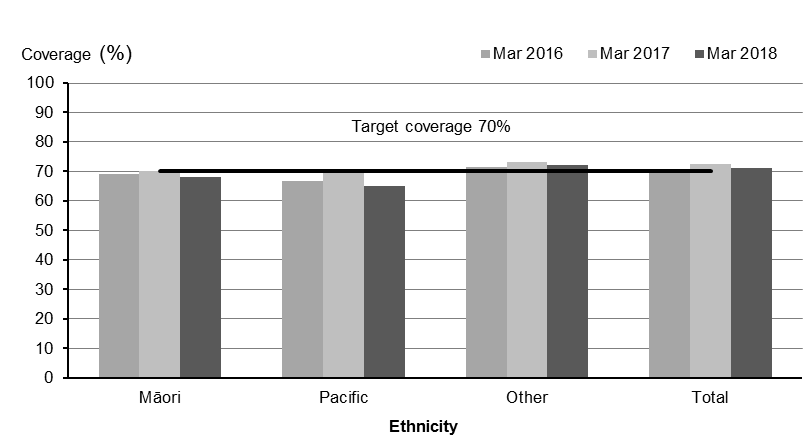 Coverage (%)
Mar 2016 Mar 2017 Mar 2018
100
90
80
70
60
50
40
30
20
10
0
Target coverage 70%
Māori Pacific Other Total
Ethnicity